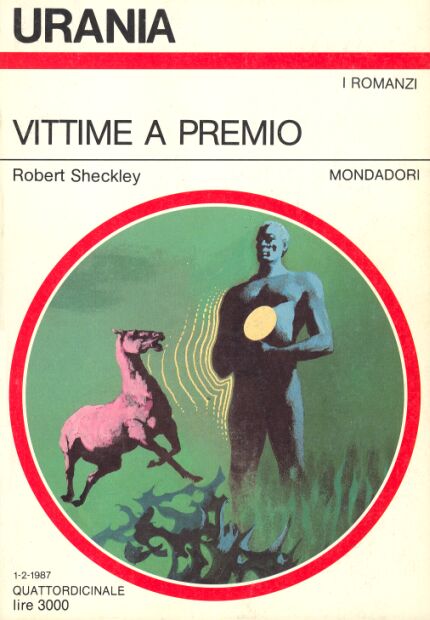 URANIA
I ROMANZI
VITTIME A PREMIO
Robert Sheckley
MONDADORI
1-2-1987
QUATTORDICINALE
lire 3000